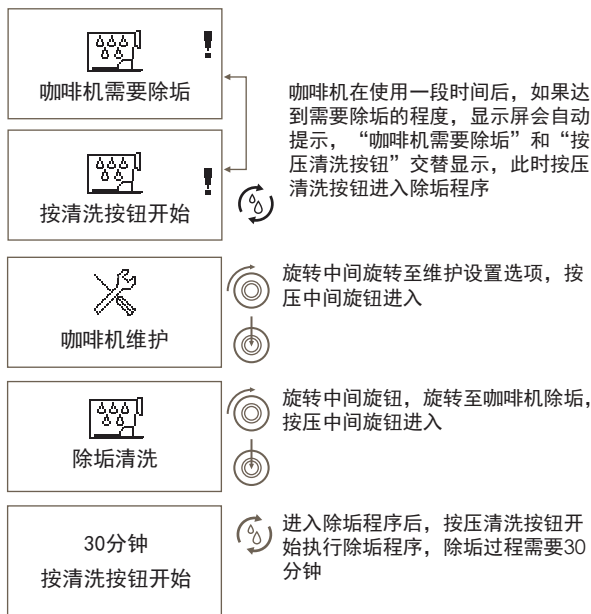 咖啡机需要除垢
咖啡机在使用一段时间后，如果达
到需要除垢的程度，显示屏会自动
提示，“咖啡机需要除垢”和“按
压清洗按钮”交替显示，此时按压
清洗按钮进入除垢程序
按清洗按钮开始
旋转中间旋转至维护设置选项，按
压中间旋钮进入
咖啡机维护
旋转中间旋钮，旋转至咖啡机除垢，
按压中间旋钮进入
除垢清洗
进入除垢程序后，按压清洗按钮开
始执行除垢程序，除垢过程需要30
分钟
30分钟
按清洗按钮开始